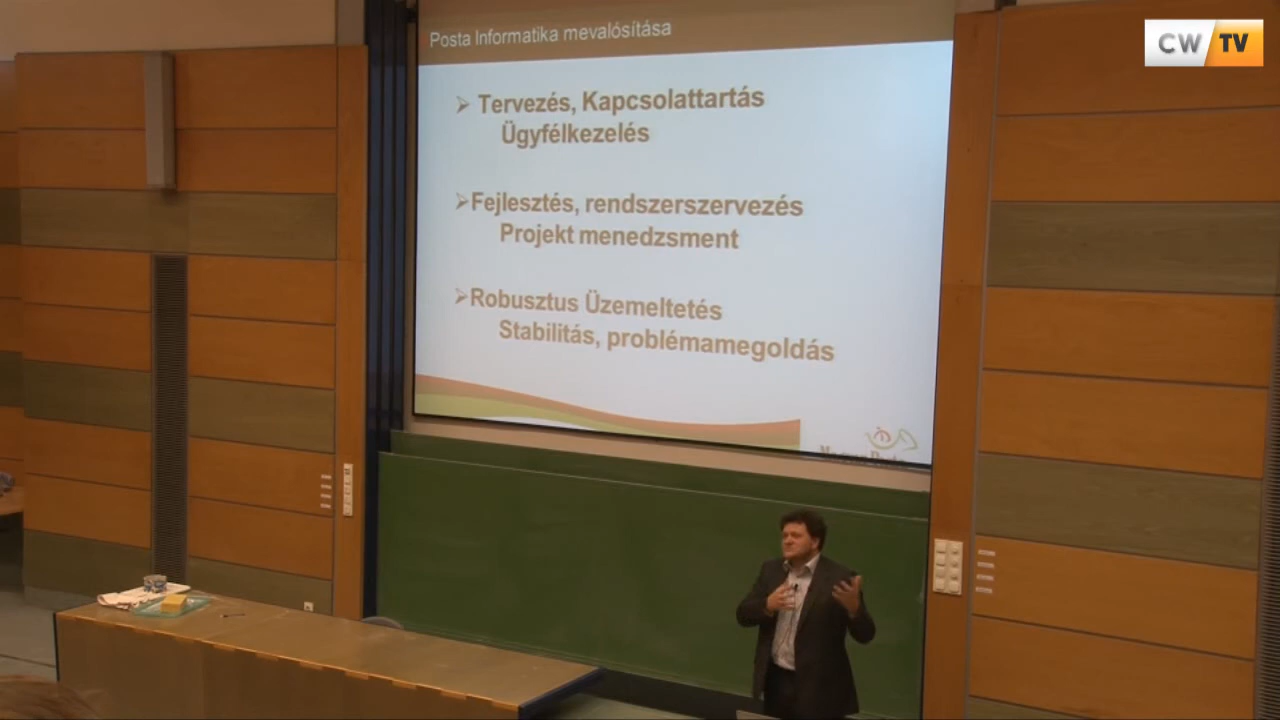 CW TV
Posta Informatika mevalósítása
Tervezés, Kapcsolattartás
Ügyfélkezelés
Fejlesztés, rendszerszervezés
Projekt menedzsment
Robusztus Üzemeltetés
Stabilitás, problémamegoldás